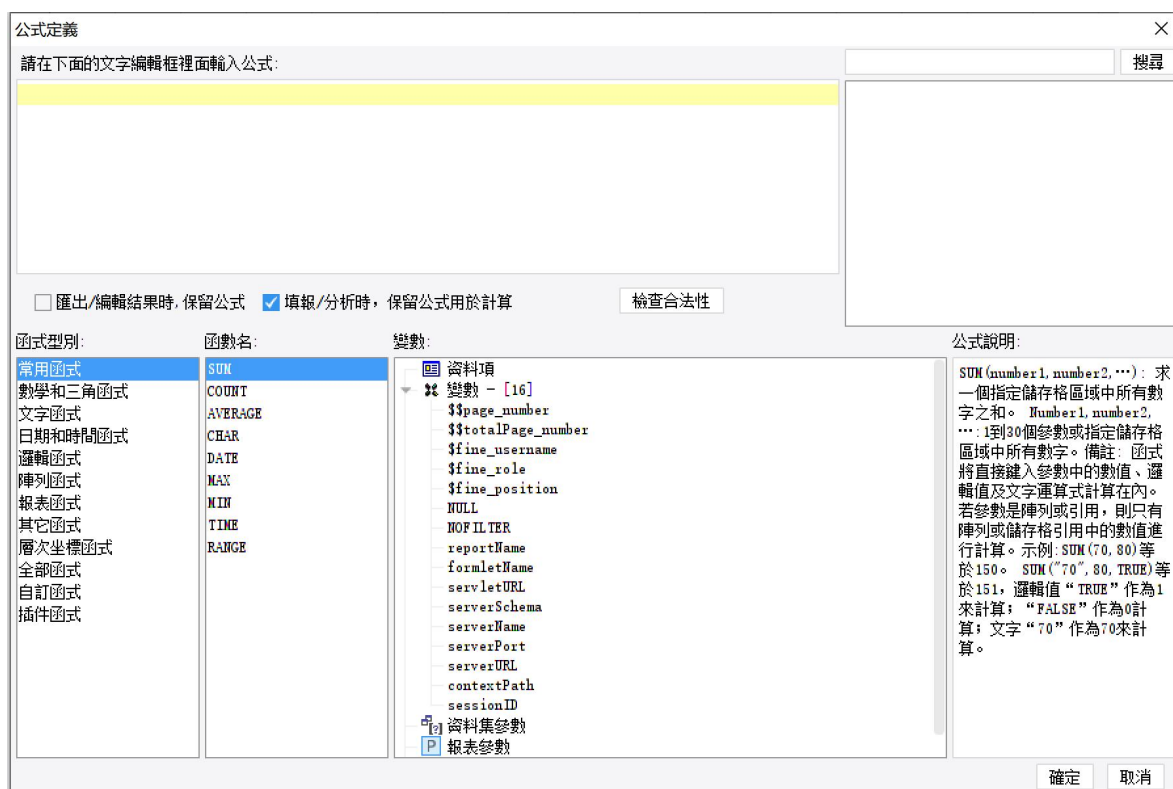 公式定義
請在下面的文字編輯框裡面輸入公式:
搜尋
匯出/編輯結果時,保留公式
填報/分析時，保留公式用於計算
檢查合法性
函式型別:
常用函式
數學和三角函式
文字函式
日期和時間函式
邏輯函式
陣列函式
報表函式
其它函式
層次坐標函式
全部函式
自訂函式
插件函式
函數名:
SUM
COUNT
AVERAGE
CHAR
DATE
MAX
MIN
TIME
RANGE
變數:
資料項
變數 - [16]
$$page_number
$$totalPage_number
$fine_username
$fine_role
$fine_position
NULL
NOFILTER
reportName
formletName
servletURL
serverSchema
serverName
serverPort
serverURL
contextPath
sessionID
資料集參數
P 報表參數
公式說明:
SUM(number1,number2,…): 求
一個指定儲存格區域中所有數
字之和。 Number1,number2,
…:1到30個參數或指定儲存格
區域中所有數字。備註: 函式
將直接鍵入參數中的數值、邏
輯值及文字運算式計算在內。
若參數是陣列或引用，則只有
陣列或儲存格引用中的數值進
行計算。示例:SUM(70,80)等
於150。 SUM("70",80,TRUE)等
於151，邏輯值“TRUE”作為1
來計算；“FALSE”作為0計
算；文字“70”作為70來計
算。
確定
取消